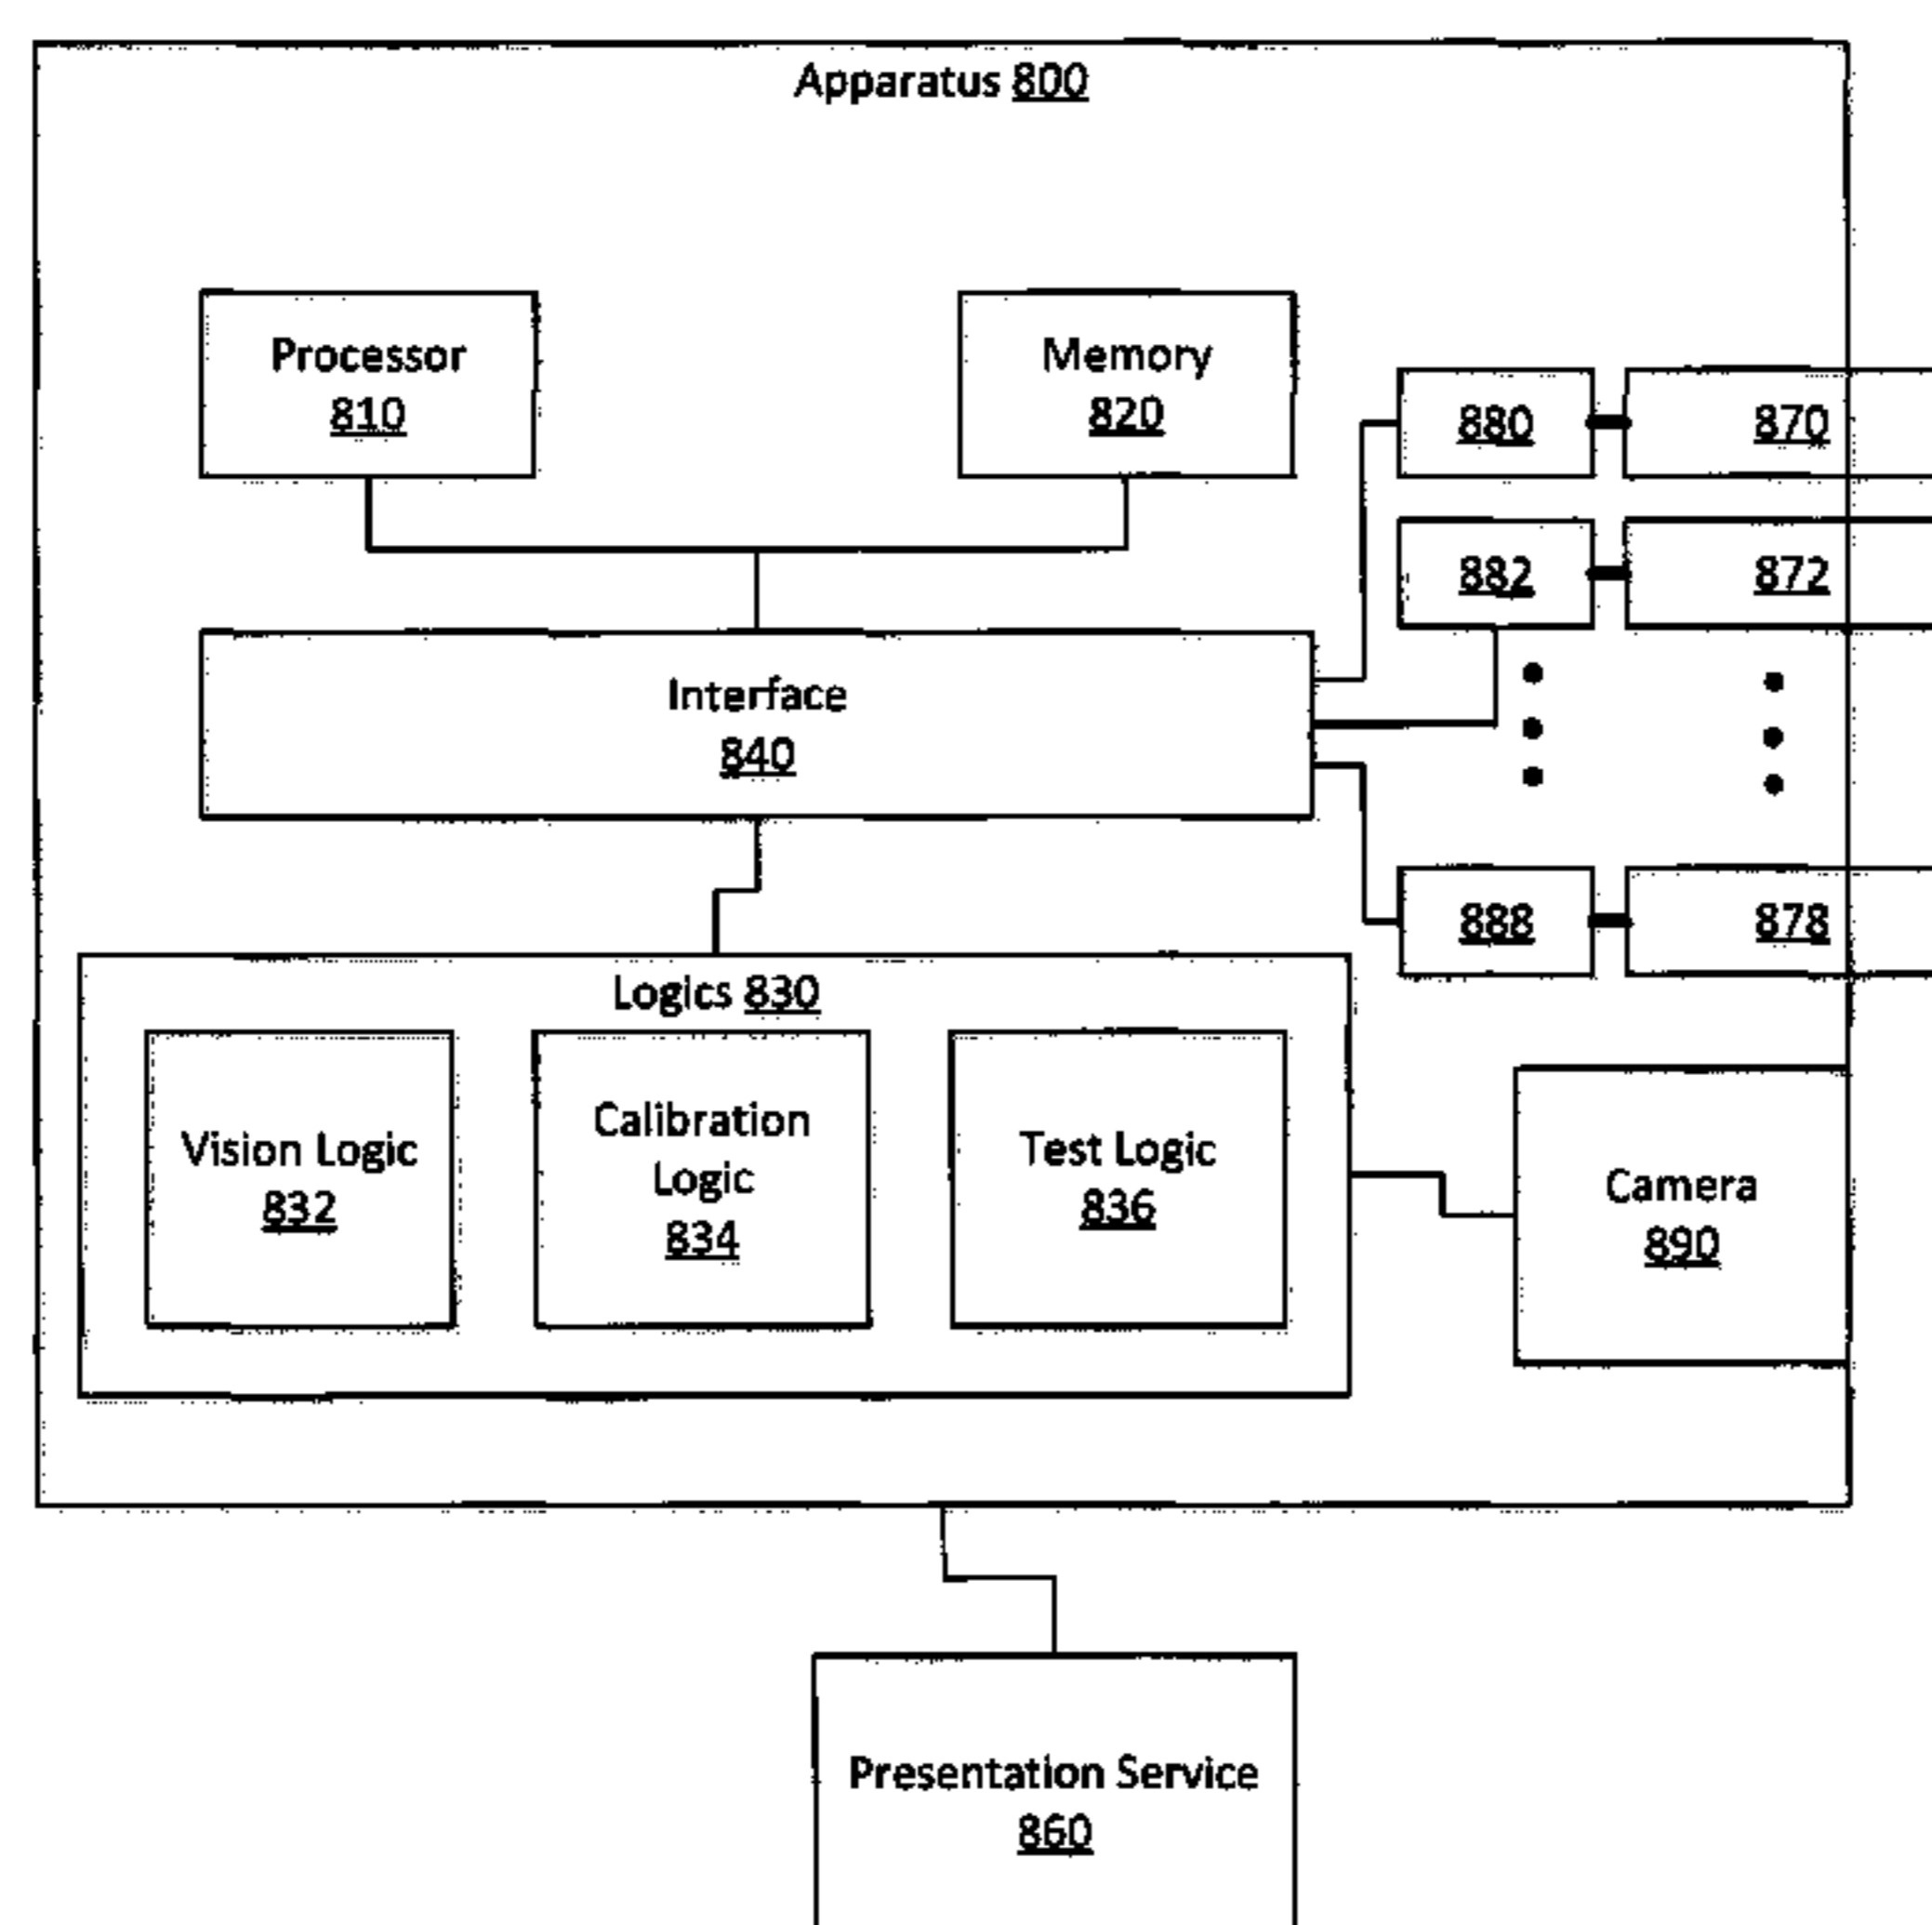 Apparatus 800
Processor
810
Memory
820
880
870
882
872
Interface
840
888
878
Logics 830
Vision Logic
832
Calibration
Logic
834
Test Logic
836
Camera
890
Presentation Service
860